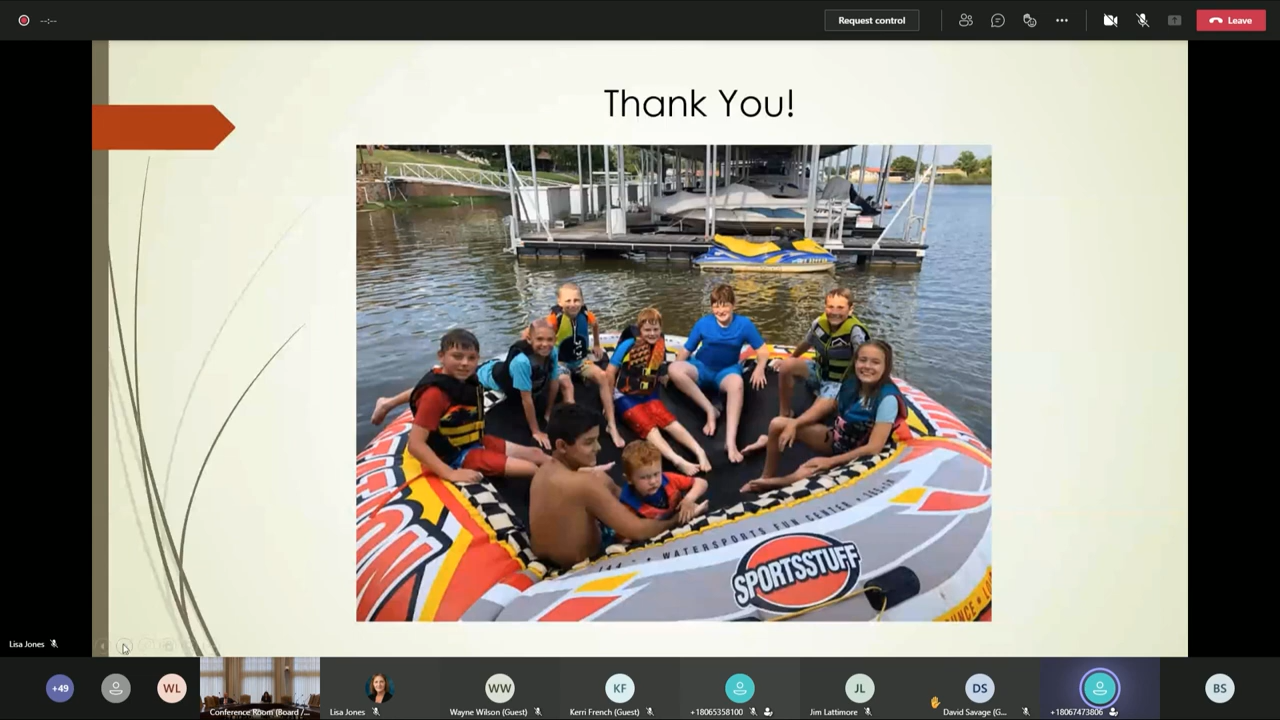 --:--
Request control
Leave
Thank You!
WATERSPORTS FUN CENTER
SPORTSSTUFF
Lisa Jones
+49
WL
WW
KF
JL
DS
BS
Conference Room (Board /...
Lisa Jones
Wayne Wilson (Guest)
Kerri French (Guest)
+18065358100
Jim Lattimore
David Savage (G...
+18067473806